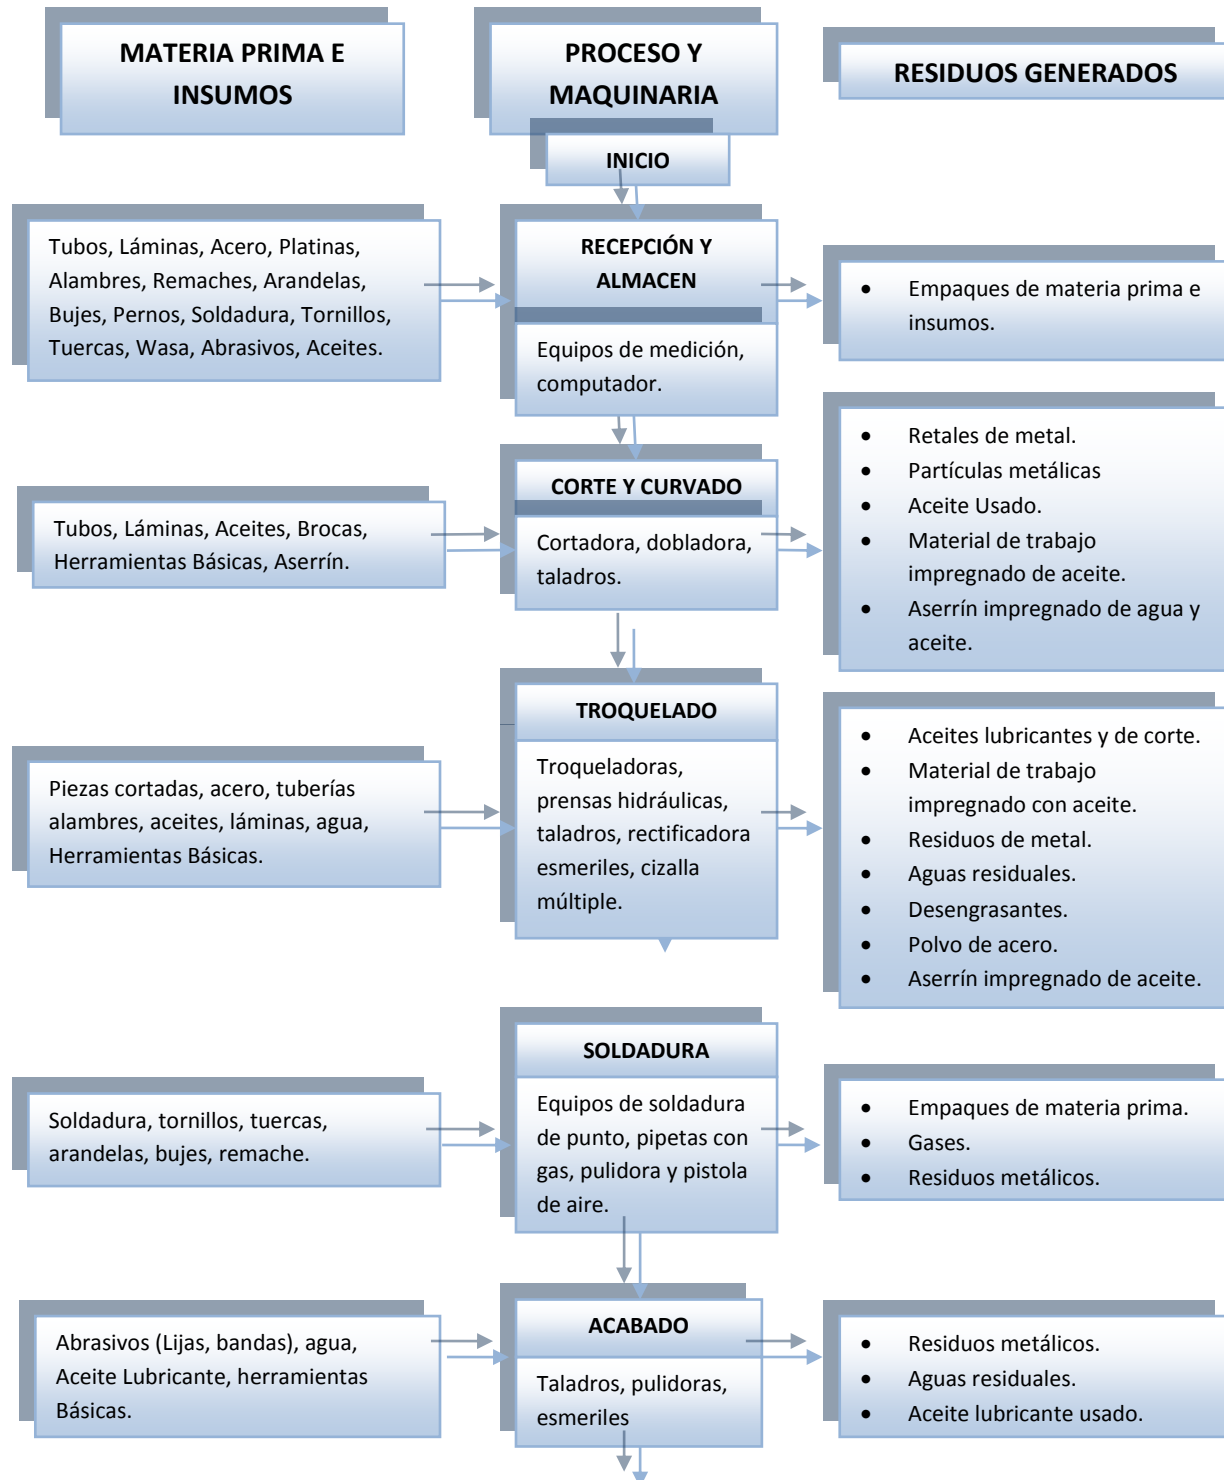 MATERIA PRIMA E
INSUMOS
PROCESO Y
MAQUINARIA
RESIDUOS GENERADOS
INICIO
Tubos, Láminas, Acero, Platinas,
Alambres, Remaches, Arandelas,
Bujes, Pernos, Soldadura, Tornillos,
Tuercas, Wasa, Abrasivos, Aceites.
RECEPCIÓN Y
ALMACEN
Equipos de medición,
computador.
• Empaques de materia prima e
insumos.
Tubos, Láminas, Aceites, Brocas,
Herramientas Básicas, Aserrín.
CORTE Y CURVADO
Cortadora, dobladora,
taladros.
• Retales de metal.
• Partículas metálicas
• Aceite Usado.
• Material de trabajo
impregnado de aceite.
• Aserrín impregnado de agua y
aceite.
Piezas cortadas, acero, tuberías
alambres, aceites, láminas, agua,
Herramientas Básicas.
TROQUELADO
Troqueladoras,
prensas hidráulicas,
taladros, rectificadora
esmeriles, cizalla
múltiple.
• Aceites lubricantes y de corte.
• Material de trabajo
impregnado con aceite.
• Residuos de metal.
• Aguas residuales.
• Desengrasantes.
• Polvo de acero.
• Aserrín impregnado de aceite.
Soldadura, tornillos, tuercas,
arandelas, bujes, remache.
SOLDADURA
Equipos de soldadura
de punto, pipetas con
gas, pulidora y pistola
de aire.
• Empaques de materia prima.
• Gases.
• Residuos metálicos.
Abrasivos (Lijas, bandas), agua,
Aceite Lubricante, herramientas
Básicas.
ACABADO
Taladros, pulidoras,
esmeriles
• Residuos metálicos.
• Aguas residuales.
• Aceite lubricante usado.